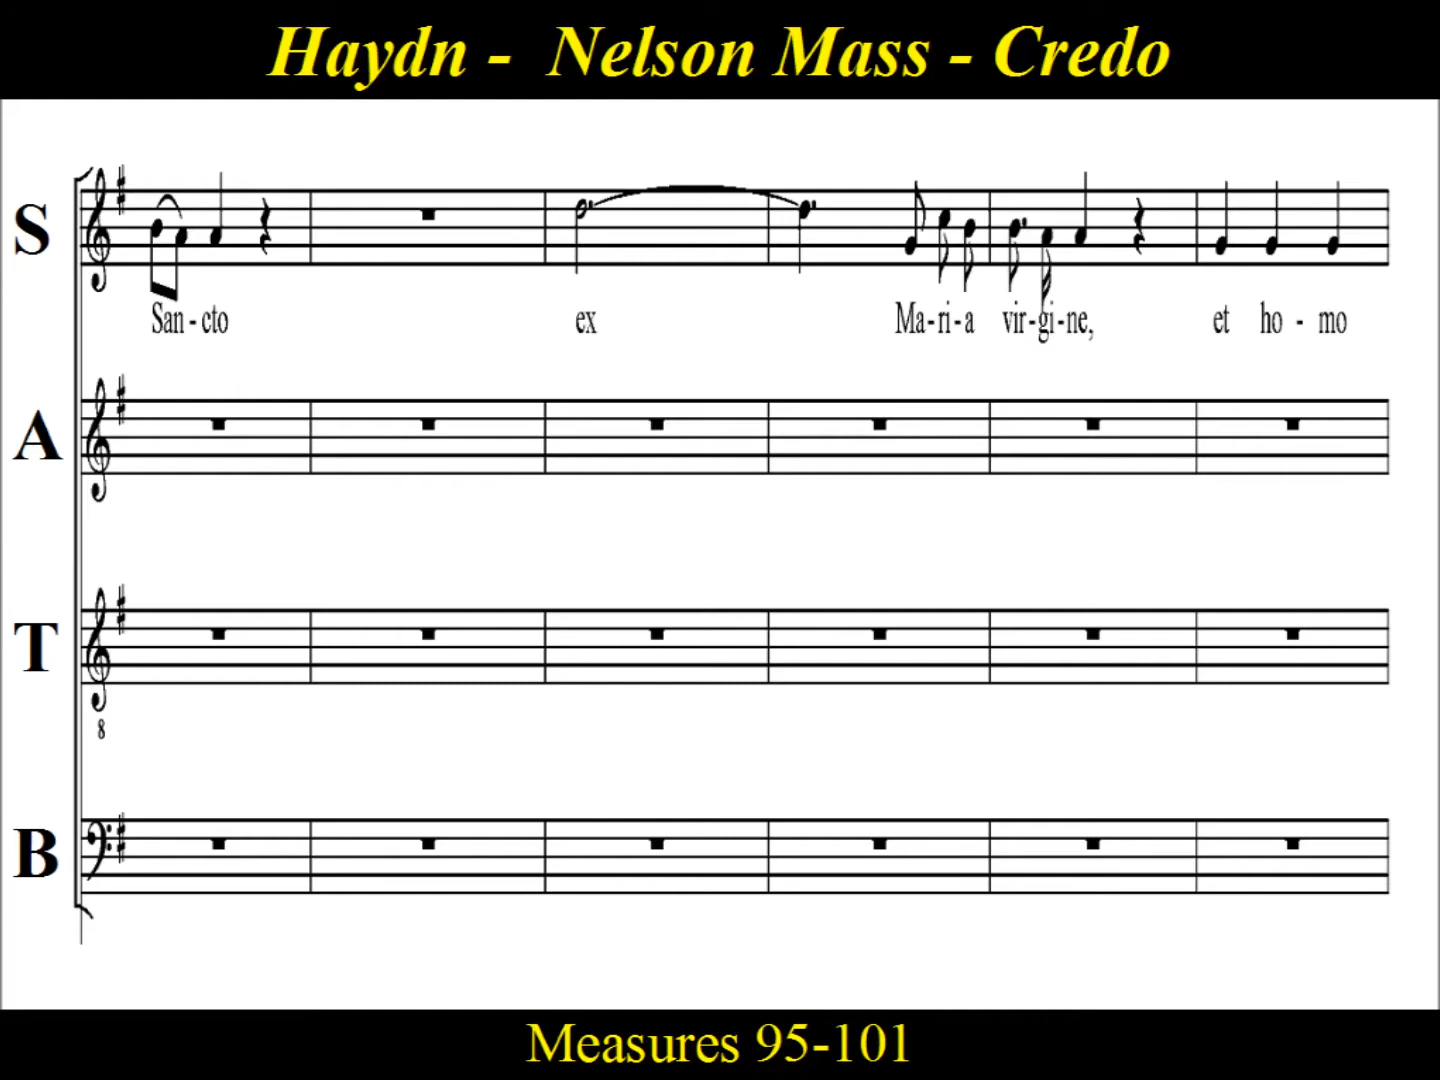 Haydn - Nelson Mass - Credo
S
San - cto ex Ma - ri - a vir - gi - ne, et ho - mo
A
T
8
B
Measures 95-101